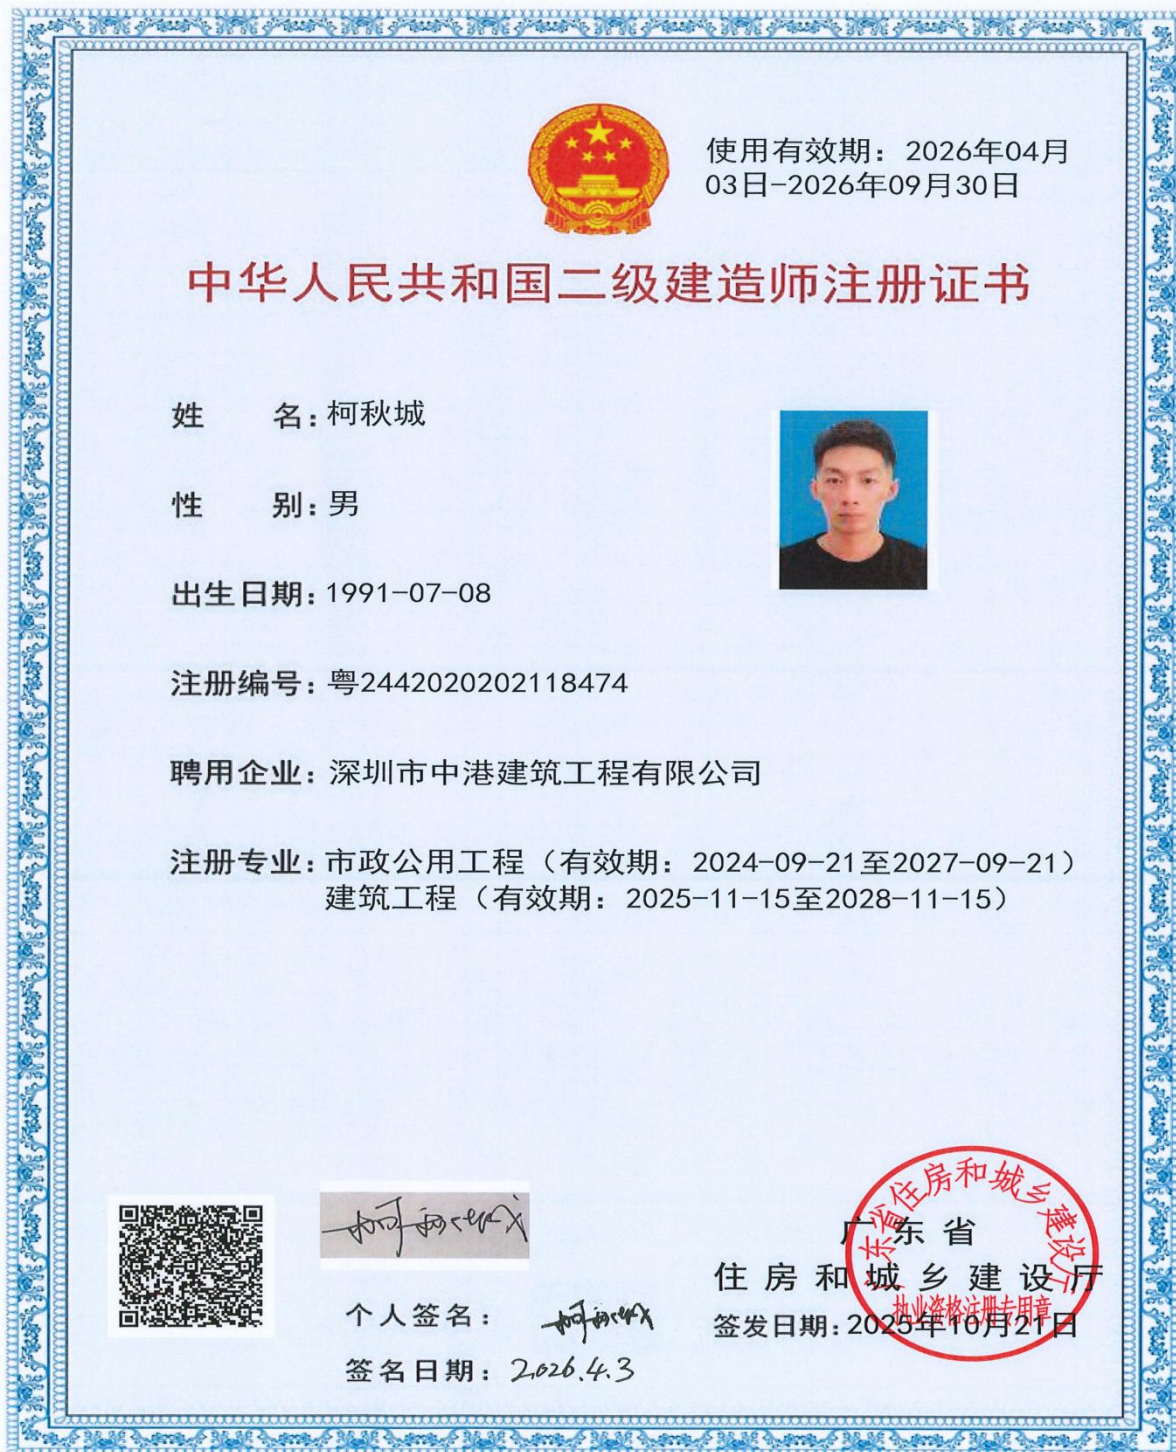 使用有效期：2026年04月
03日-2026年09月30日
中华人民共和国二级建造师注册证书
姓 名：柯秋城
性 别：男
出生日期：1991-07-08
注册编号：粤2442020202118474
聘用企业：深圳市中港建筑工程有限公司
注册专业：市政公用工程（有效期：2024-09-21至2027-09-21）
建筑工程（有效期：2025-11-15至2028-11-15）
柯秋城
个人签名：柯秋城
签名日期：2026.4.3
广东省
住房和城乡建设厅
签发日期：2025年10月21日
广东省住房和城乡建设厅
执业资格注册专用章